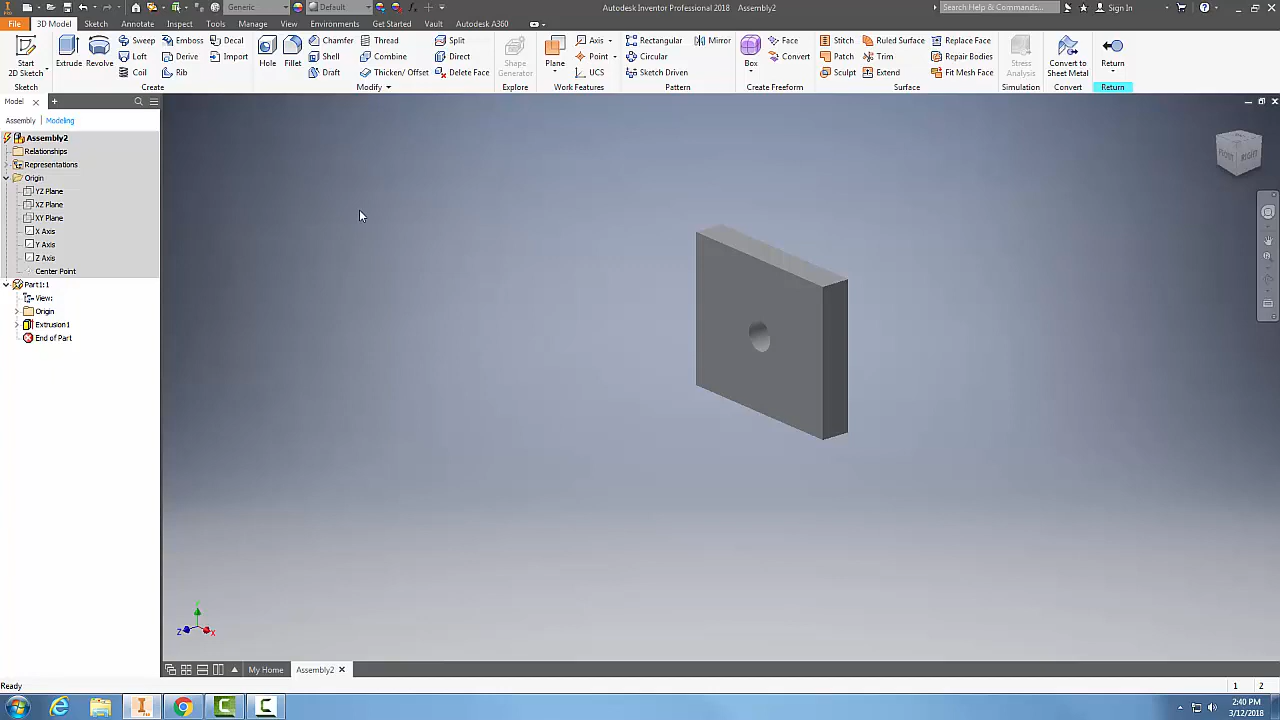 Generic
Default
Autodesk Inventor Professional 2018 Assembly2
Search Help & Commands...
Sign In
File 3D Model Sketch Annotate Inspect Tools Manage View Environments Get Started Vault Autodesk A360
Start
2D Sketch
Sketch
Extrude
Revolve
Sweep Emboss Decal
Loft Derive Import
Coil Rib
Create
Hole
Fillet
Chamfer Thread Split
Shell Combine Direct
Draft Thicken/ Offset Delete Face
Modify
Shape
Generator
Explore
Plane
Axis
Point
UCS
Work Features
Rectangular Mirror
Circular
Sketch Driven
Pattern
Box
Face
Convert
Create Freeform
Stitch Ruled Surface Replace Face
Patch Trim Repair Bodies
Sculpt Extend Fit Mesh Face
Surface
Stress
Analysis
Simulation
Convert to
Sheet Metal
Convert
Return
Return
Model
Assembly Modeling
Assembly2
Relationships
Representations
Origin
YZ Plane
XZ Plane
XY Plane
X Axis
Y Axis
Z Axis
Center Point
Part1:1
View:
Origin
Extrusion1
End of Part
RIGHT
Z
X
My Home
Assembly2
Ready
1 2
2:40 PM
3/12/2018